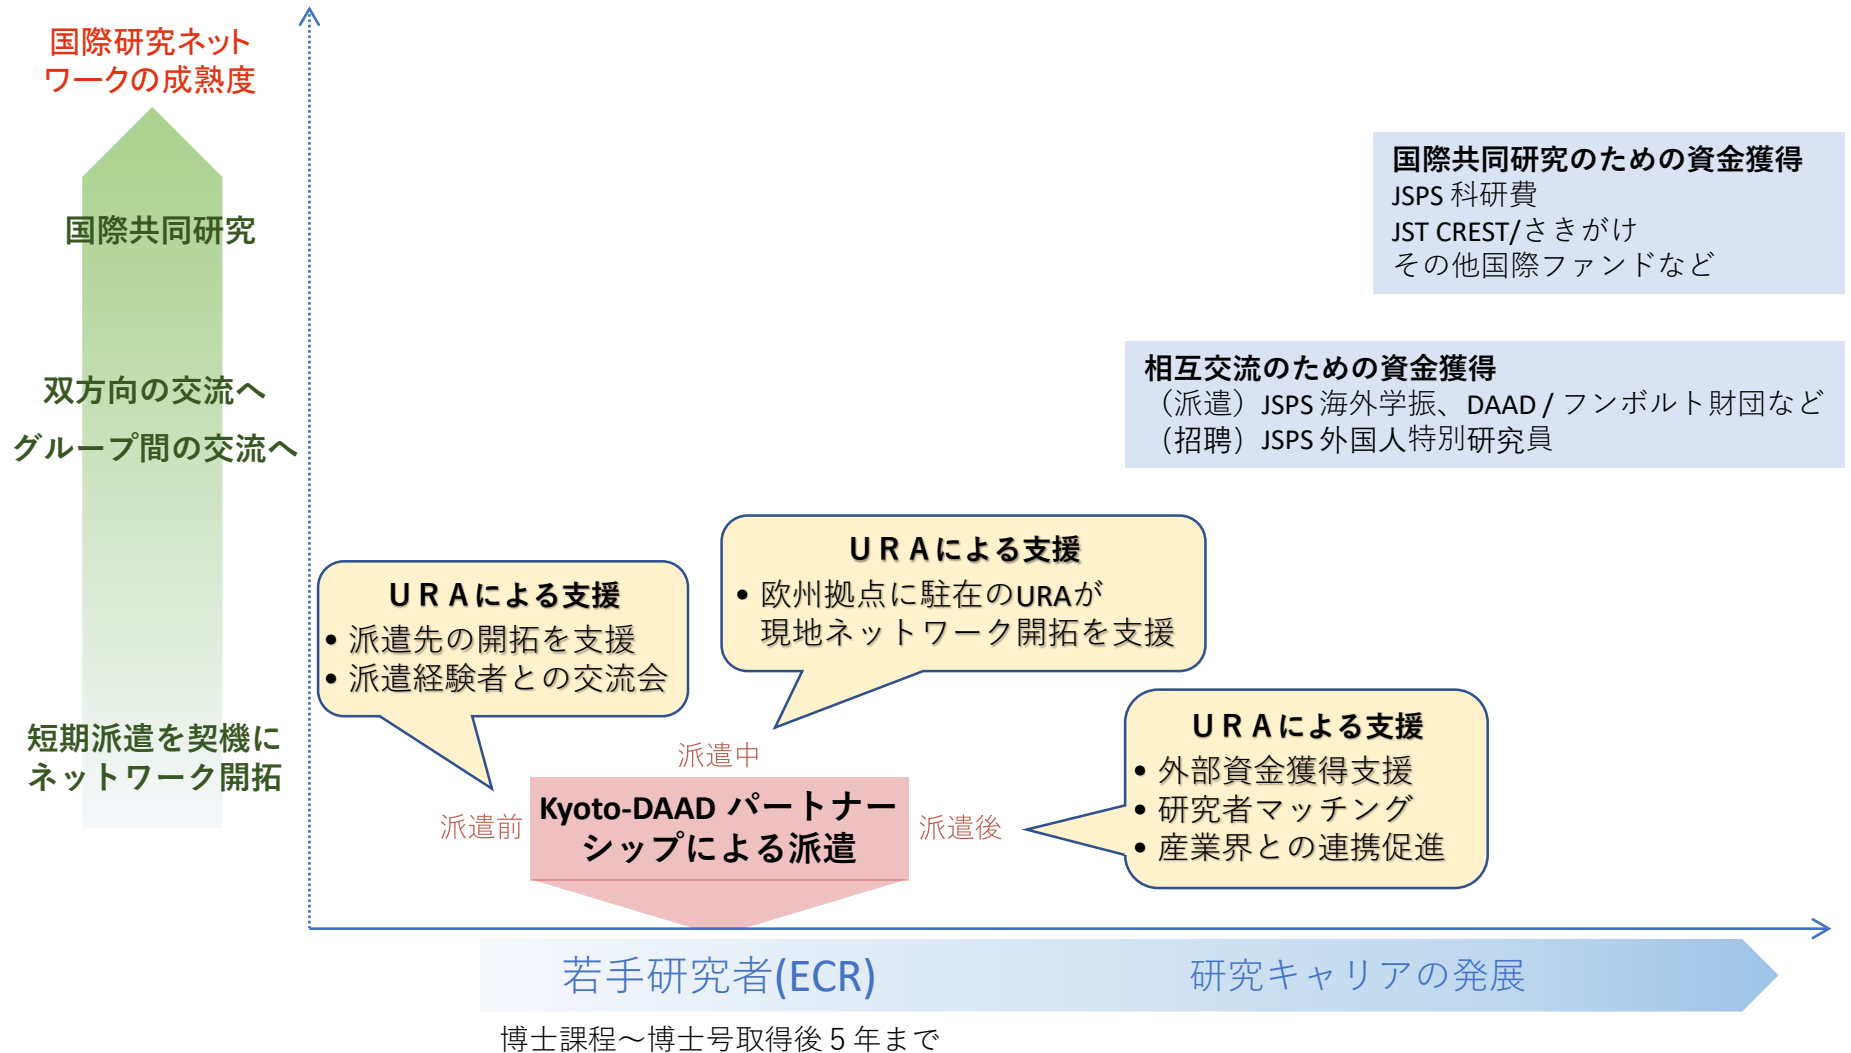 国際研究ネット
ワークの成熟度
国際共同研究
双方向の交流へ
グループ間の交流へ
短期派遣を契機に
ネットワーク開拓
国際共同研究のための資金獲得
JSPS 科研費
JST CREST/さきがけ
その他国際ファンドなど
相互交流のための資金獲得
（派遣）JSPS 海外学振、DAAD / フンボルト財団など
（招聘）JSPS 外国人特別研究員
ＵＲＡによる支援
• 派遣先の開拓を支援
• 派遣経験者との交流会
ＵＲＡによる支援
• 欧州拠点に駐在のURAが
現地ネットワーク開拓を支援
ＵＲＡによる支援
• 外部資金獲得支援
• 研究者マッチング
• 産業界との連携促進
派遣中
派遣前
Kyoto-DAAD パートナー
シップによる派遣
派遣後
若手研究者(ECR)
研究キャリアの発展
博士課程～博士号取得後５年まで